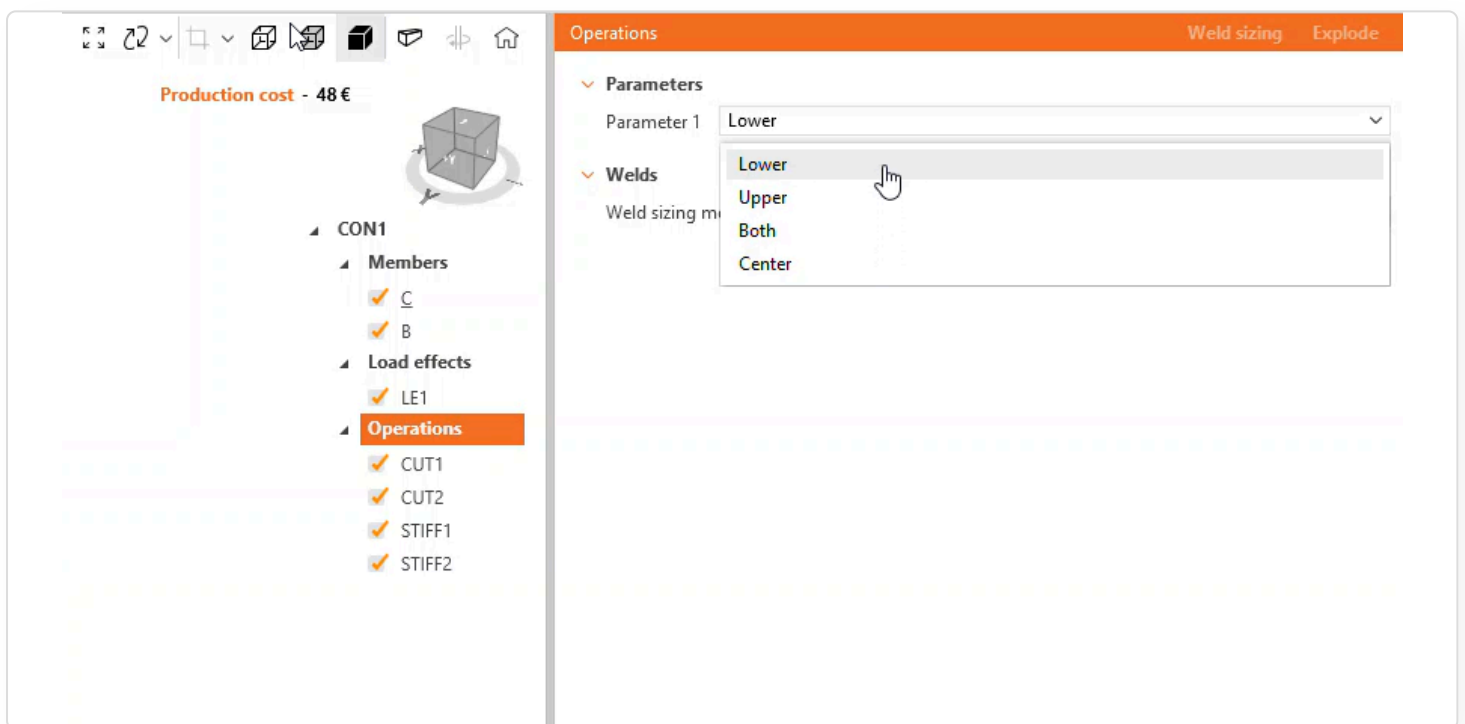 Production cost - 48 €
CON1
Members
C
B
Load effects
LE1
Operations
CUT1
CUT2
STIFF1
STIFF2
Operations Weld sizing Explode
Parameters
Parameter 1 Lower
Lower
Upper
Both
Center
Welds
Weld sizing